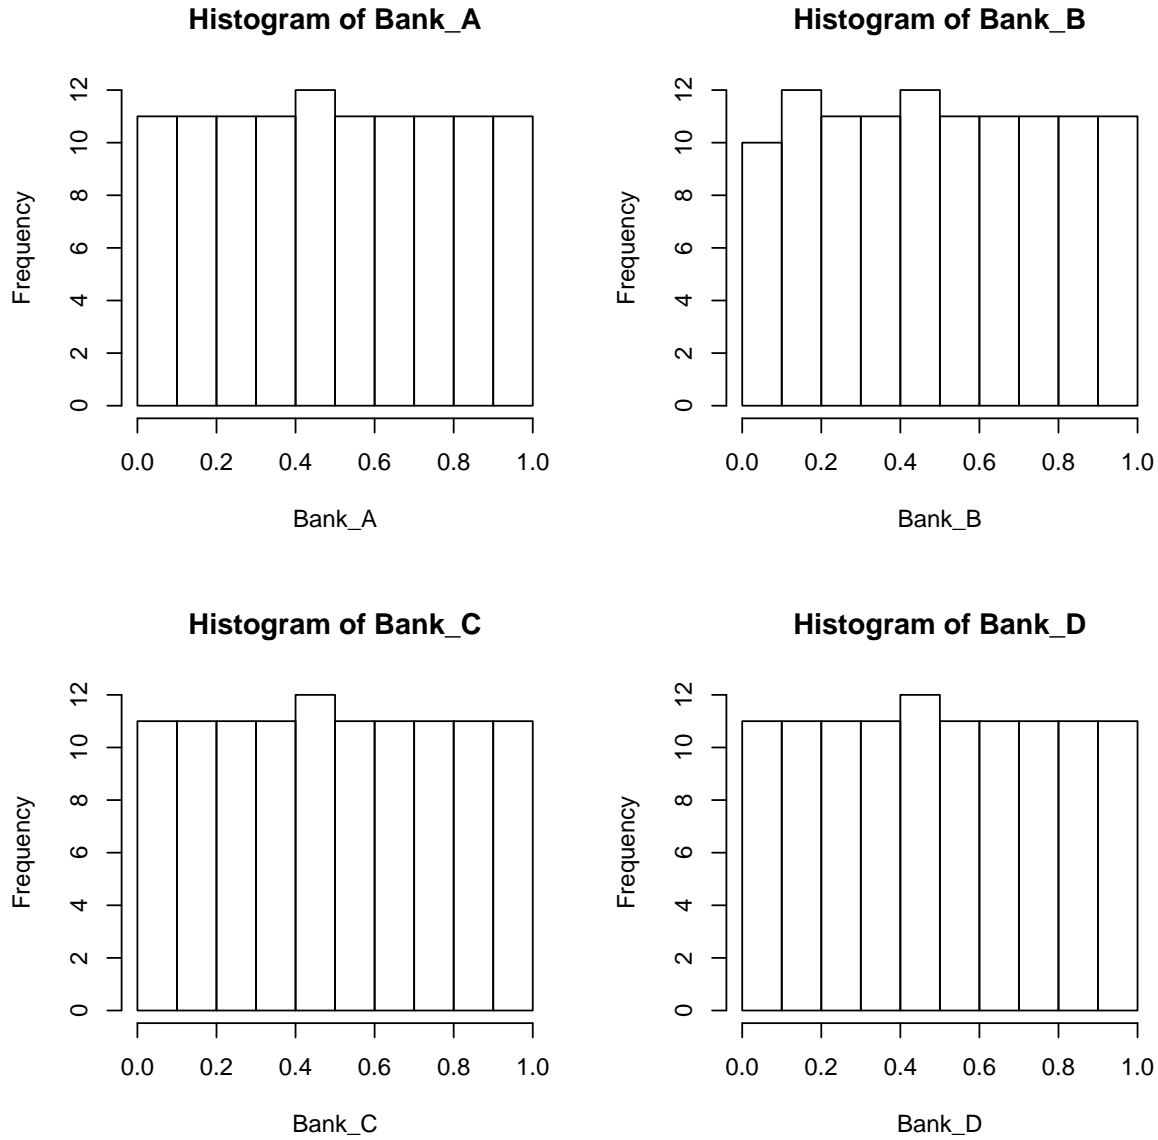 Histogram of Bank_A
Frequency
0 2 4 6 8 10 12
0.0 0.2 0.4 0.6 0.8 1.0
Bank_A
Histogram of Bank_B
Frequency
0 2 4 6 8 10 12
0.0 0.2 0.4 0.6 0.8 1.0
Bank_B
Histogram of Bank_C
Frequency
0 2 4 6 8 10 12
0.0 0.2 0.4 0.6 0.8 1.0
Bank_C
Histogram of Bank_D
Frequency
0 2 4 6 8 10 12
0.0 0.2 0.4 0.6 0.8 1.0
Bank_D